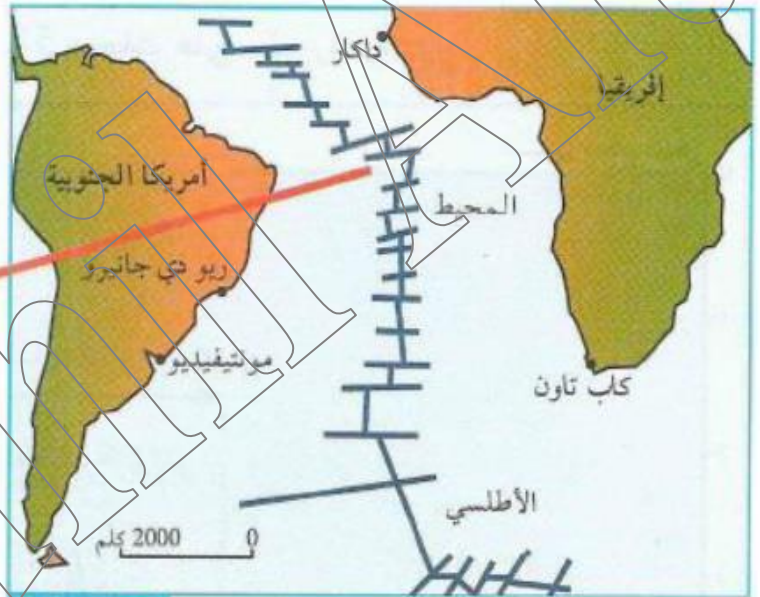 داكار
إفريقيا
أمريكا الجنوبية
المحيط
ريو دي جانيرو
مونتيفيديو
كاب تاون
الأطلسي
0 2000 كلم